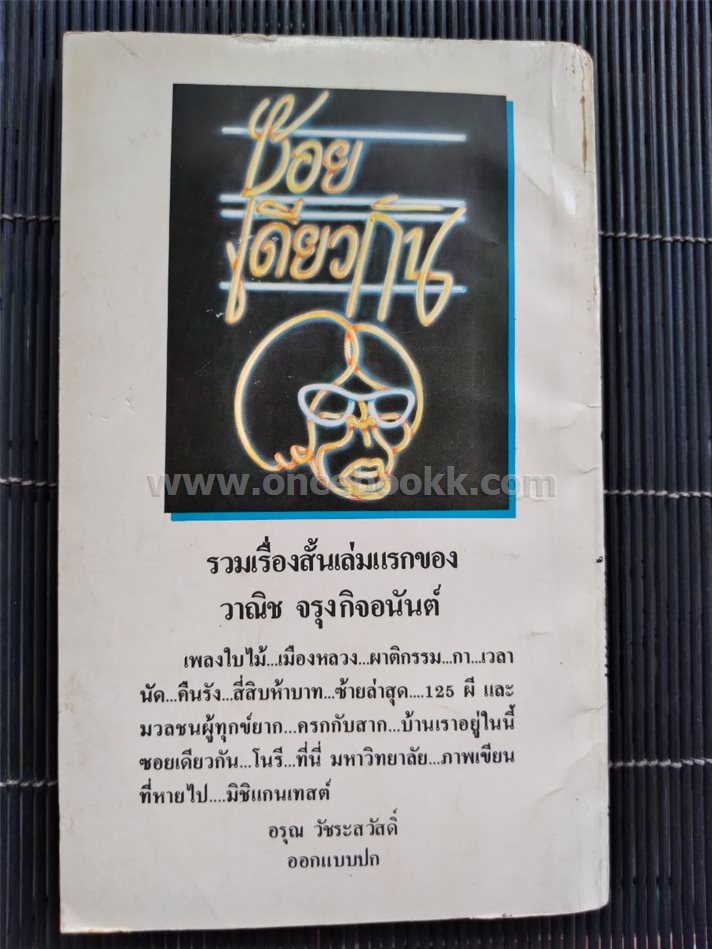 ซอย
เดียวกัน
www.oncebookk.com
รวมเรื่องสั้นเล่มแรกของ
วาณิช จรุงกิจอนันต์
เพลงใบไม้...เมืองหลวง...ผาติกรรม...กา...เวลา
นัด...คืนรัง...สี่สิบห้าบาท...ซ้ายล่าสุด....125 ผี และ
มวลชนผู้ทุกข์ยาก...ครกกับสาก...บ้านเราอยู่ในนี้
ซอยเดียวกัน...โนรี...ที่นี่ มหาวิทยาลัย...ภาพเขียน
ที่หายไป....มิชิแกนเทสต์
อรุณ วัชระสวัสดิ์
ออกแบบปก